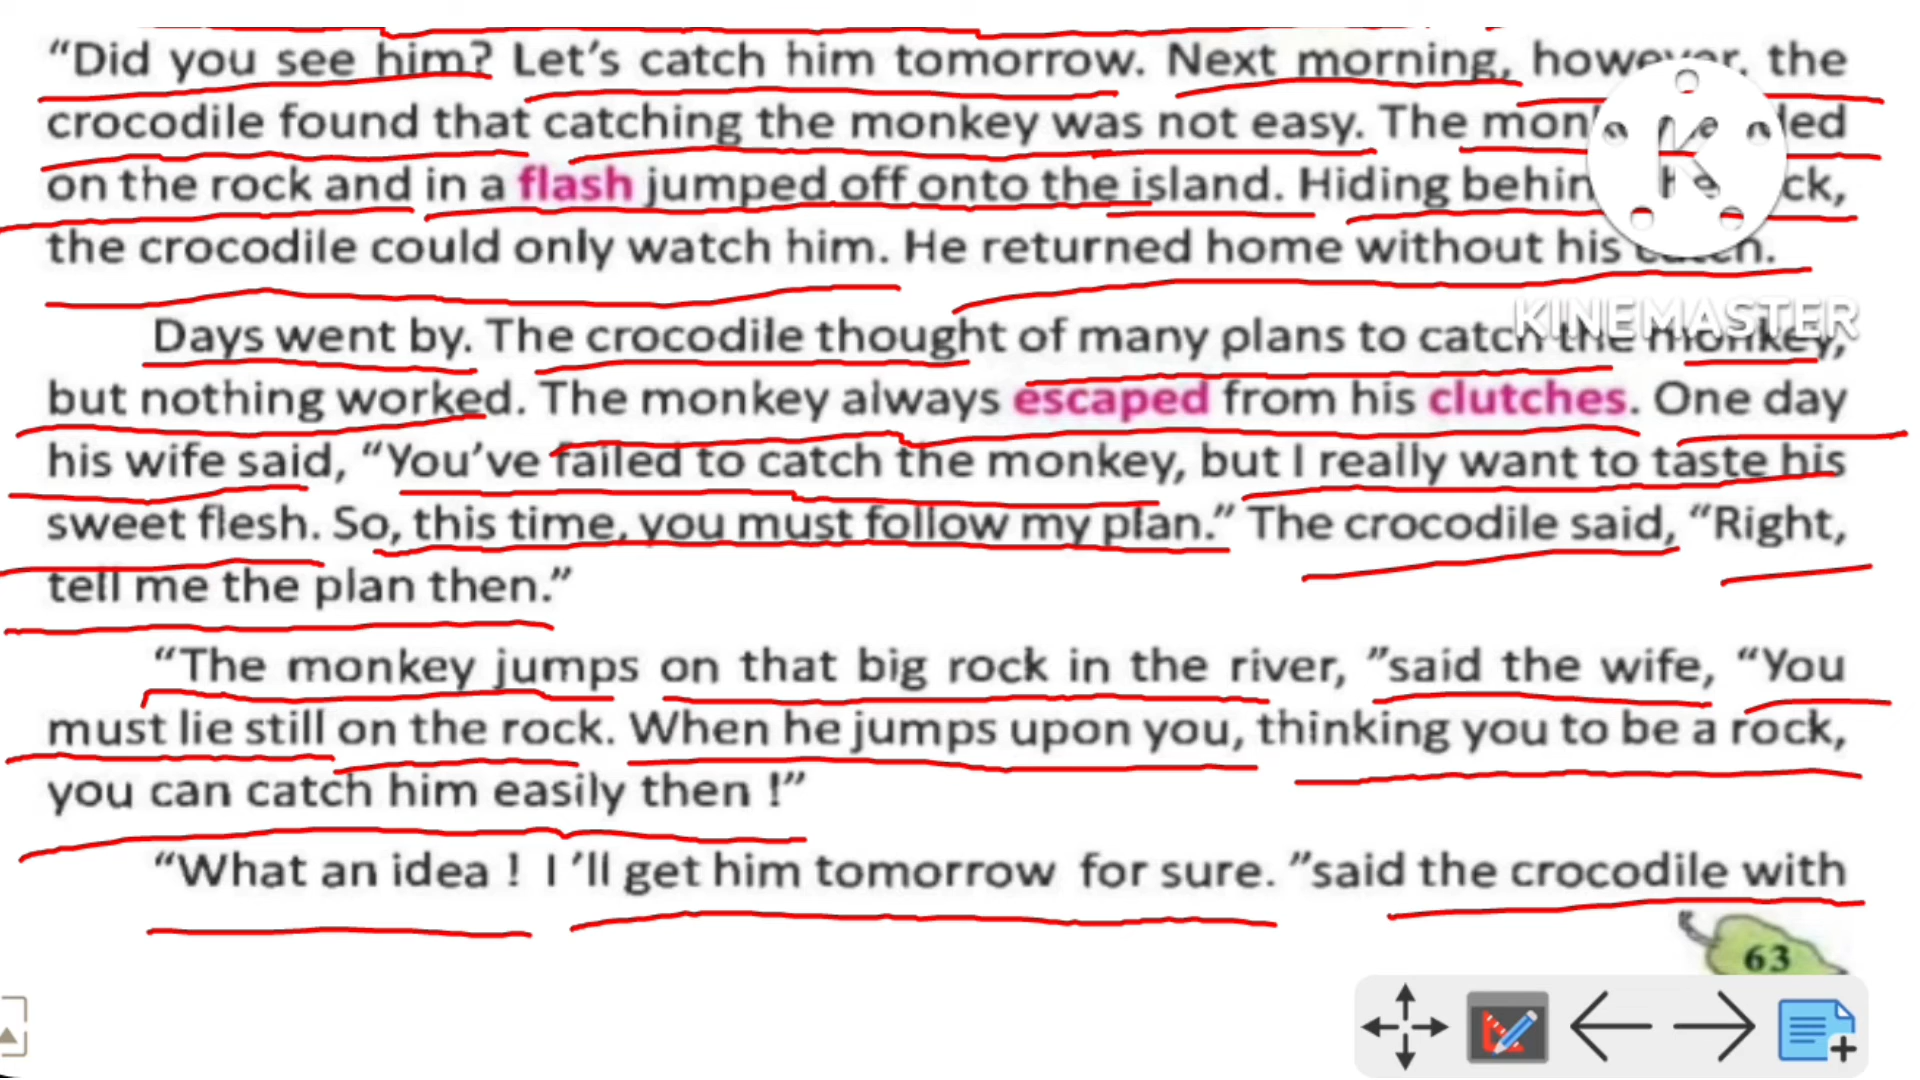 “Did you see him? Let’s catch him tomorrow. Next morning, however, the
crocodile found that catching the monkey was not easy. The
on the rock and in a flash jumped off onto the island. Hiding
the crocodile could only watch him. He returned home without his
KINEMASTER
Days went by. The crocodile thought of many plans to catch the monkey,
but nothing worked. The monkey always escaped from his clutches. One day
his wife said, “You’ve failed to catch the monkey, but I really want to taste his
sweet flesh. So, this time, you must follow my plan.” The crocodile said, “Right,
tell me the plan then.”
“The monkey jumps on that big rock in the river, ”said the wife, “You
must lie still on the rock. When he jumps upon you, thinking you to be a rock,
you can catch him easily then !”
“What an idea ! I ’ll get him tomorrow for sure. ”said the crocodile with
63